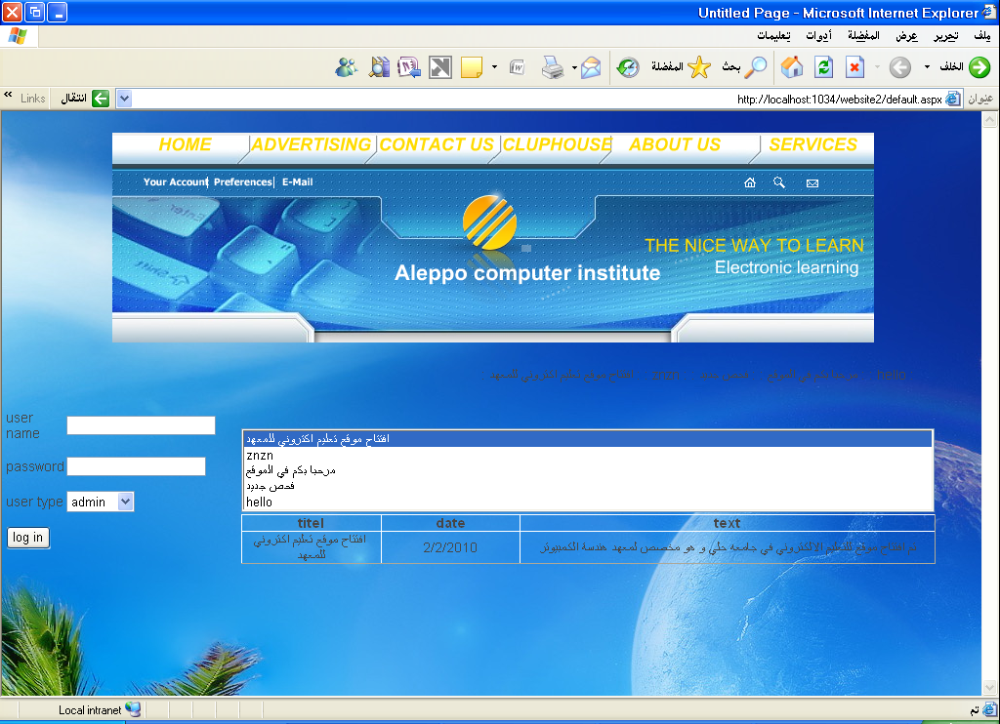 Untitled Page - Microsoft Internet Explorer
ملف تحرير عرض المفضلة أدوات تعليمات
الخلف بحث المفضلة
عنوان http://localhost:1034/website2/default.aspx انتقال Links »
HOME ADVERTISING CONTACT US CLUPHOUSE ABOUT US SERVICES
Your Account Preferences E-Mail
THE NICE WAY TO LEARN
Electronic learning
Aleppo computer institute
hello مرحبا بكم في الموقع فحص جديد znzn افتتاح موقع تعليم اكتروني للمعهد
user name
password
user type admin
log in
افتتاح موقع تعليم اكتروني للمعهد
znzn
مرحبا بكم في الموقع
فحص جديد
hello
titel date text
افتتاح موقع تعليم اكتروني للمعهد 2/2/2010 تم افتتاح موقع للتعليم الالكتروني في جامعة حلب و هو مخصص لمعهد هندسة الكمبيوتر
Local intranet تم